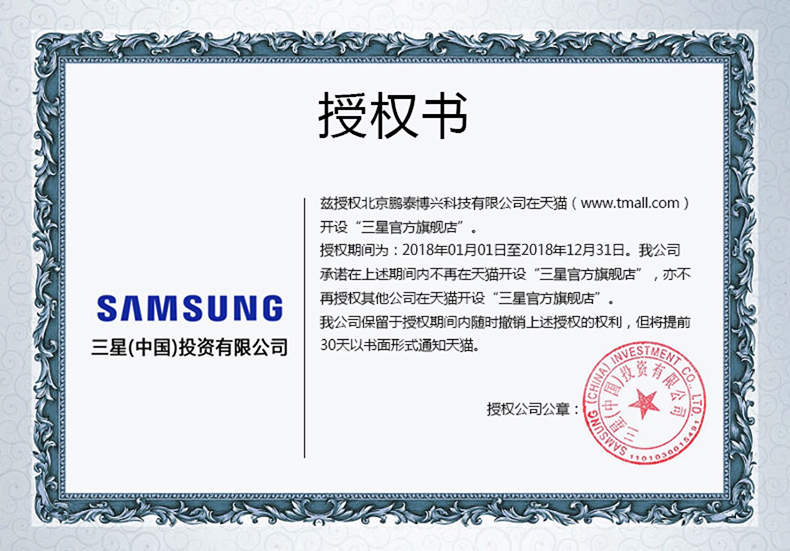 授权书
兹授权北京鹏泰博兴科技有限公司在天猫（www.tmall.com）
开设“三星官方旗舰店”。
授权期间为：2018年01月01日至2018年12月31日。我公司
承诺在上述期间内不再在天猫开设“三星官方旗舰店”，亦不
再授权其他公司在天猫开设“三星官方旗舰店”。
我公司保留于授权期间内随时撤销上述授权的权利，但将提前
30天以书面形式通知天猫。
SAMSUNG
三星(中国)投资有限公司
授权公司公章：
SAMSUNG (CHINA) INVESTMENT CO., LTD.
三星(中国)投资有限公司
1101030015491